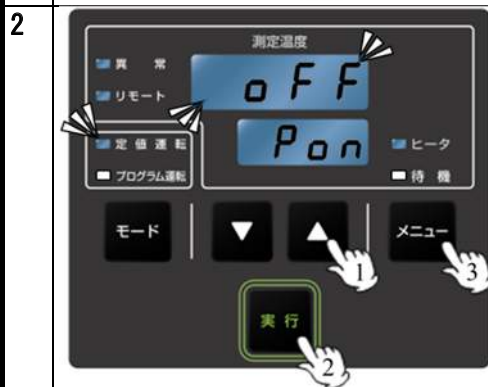 2
測定温度
異 常
リモート
oFF
定 値 運 転
プログラム運転
Pon
ヒータ
待 機
モード
▼
▲
メニュー
1
3
実 行
2